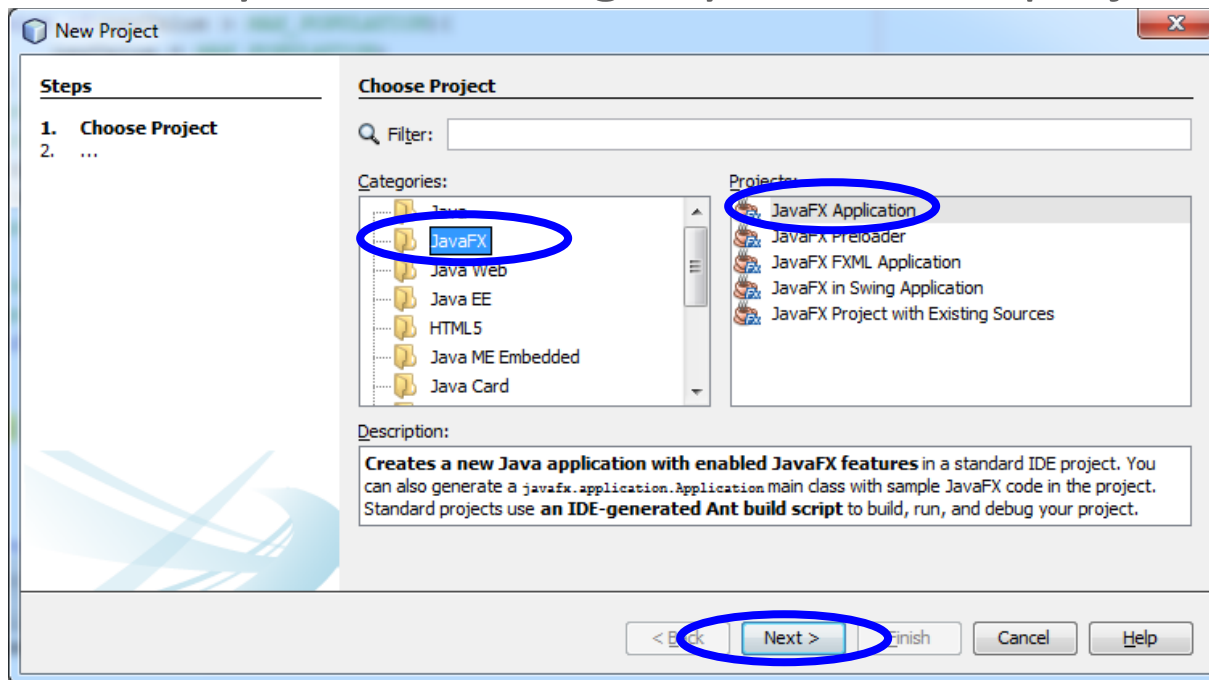 New Project
Steps
1. Choose Project
2. ...
Choose Project
Filter:
Categories:
Java
JavaFX
Java Web
Java EE
HTML5
Java ME Embedded
Java Card
Projects:
JavaFX Application
JavaFX Preloader
JavaFX FXML Application
JavaFX in Swing Application
JavaFX Project with Existing Sources
Description:
Creates a new Java application with enabled JavaFX features in a standard IDE project. You
can also generate a javafx.application.Application main class with sample JavaFX code in the project.
Standard projects use an IDE-generated Ant build script to build, run, and debug your project.
< Back Next > Finish Cancel Help